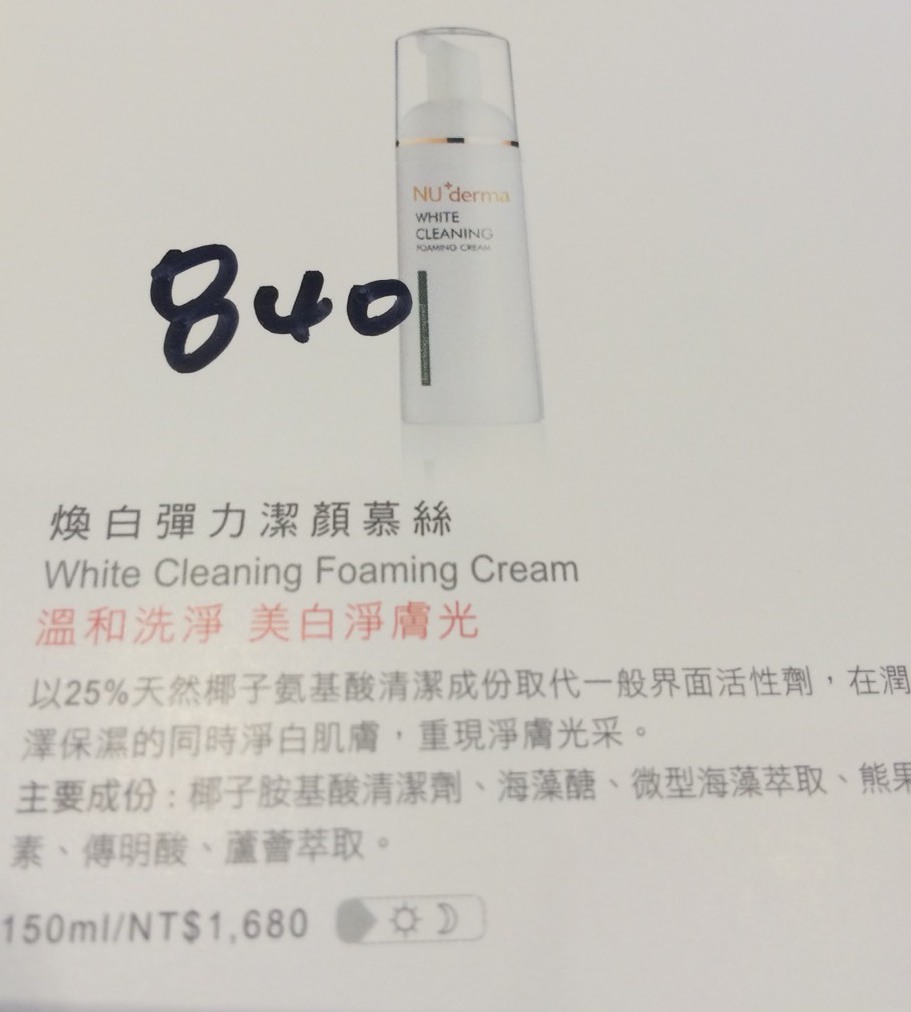 NU+derma
WHITE
CLEANING
FOAMING CREAM
840
煥白彈力潔顏慕絲
White Cleaning Foaming Cream
溫和洗淨 美白淨膚光
以25%天然椰子氨基酸清潔成份取代一般界面活性劑，在潤
澤保濕的同時淨白肌膚，重現淨膚光采。
主要成份：椰子胺基酸清潔劑、海藻醣、微型海藻萃取、熊果
素、傳明酸、蘆薈萃取。
150ml/NT$1,680